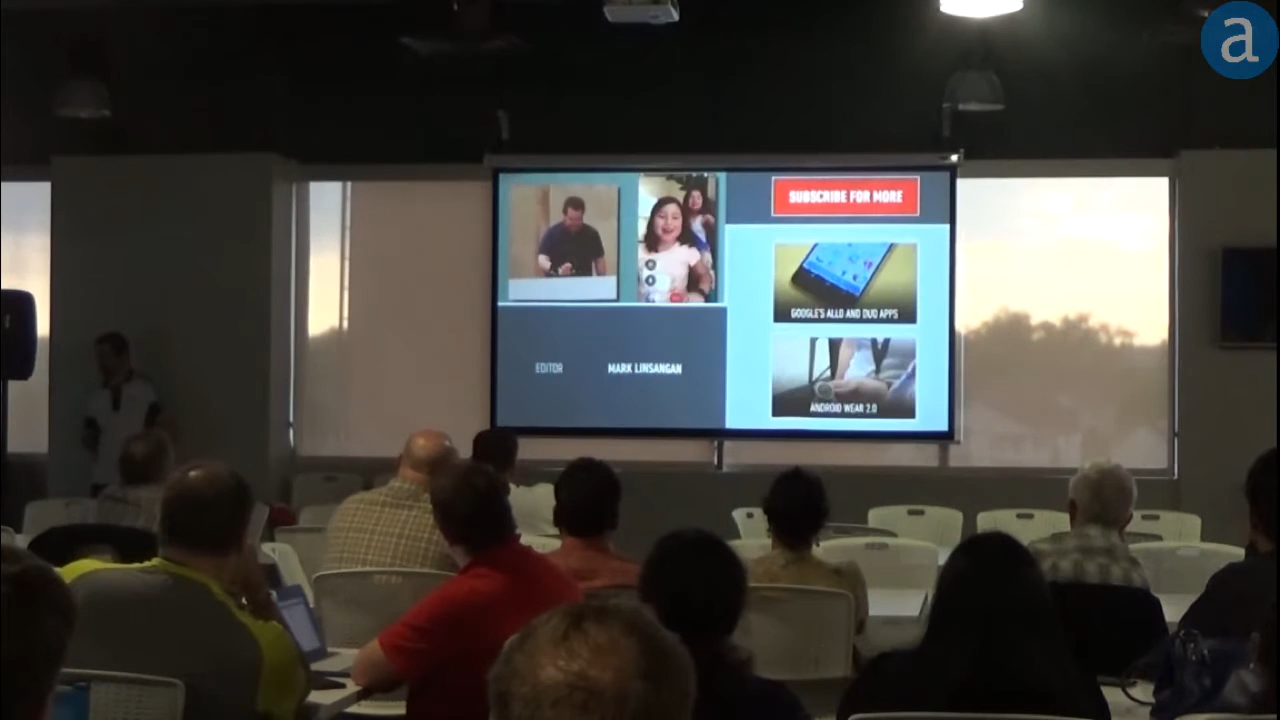 a
SUBSCRIBE FOR MORE
GOOGLE'S ALLO AND DUO APPS
EDITOR MARK LINSANGAN
ANDROID WEAR 2.0